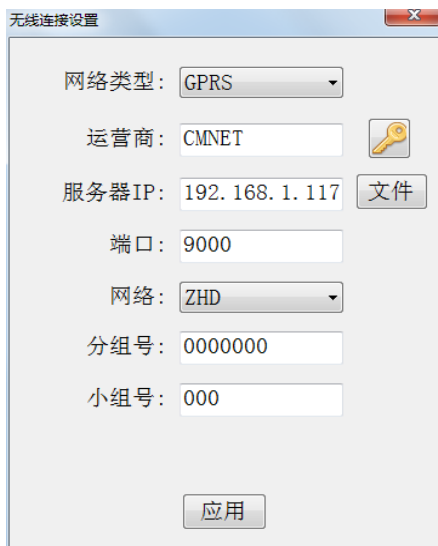 无线连接设置
网络类型: GPRS
运营商: CMNET
服务器IP: 192.168.1.117 文件
端口: 9000
网络: ZHD
分组号: 0000000
小组号: 000
应用